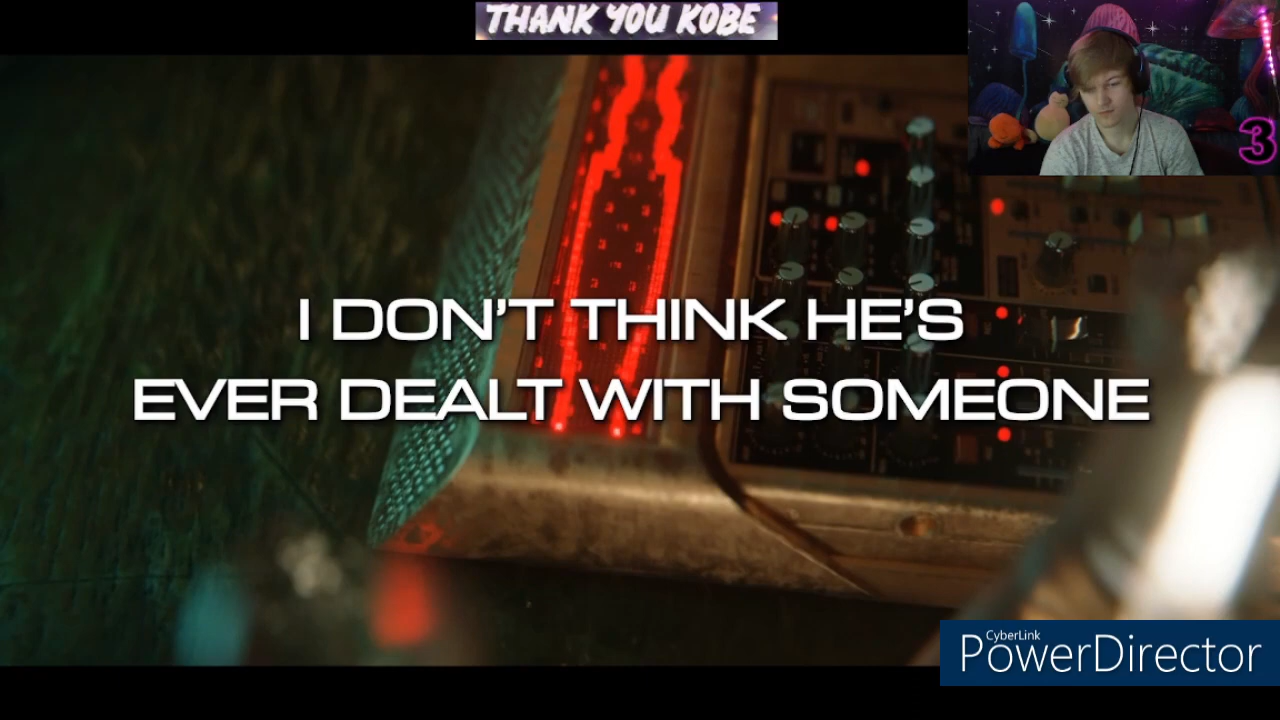 THANK YOU KOBE
3
I DON'T THINK HE'S
EVER DEALT WITH SOMEONE
CyberLink
PowerDirector